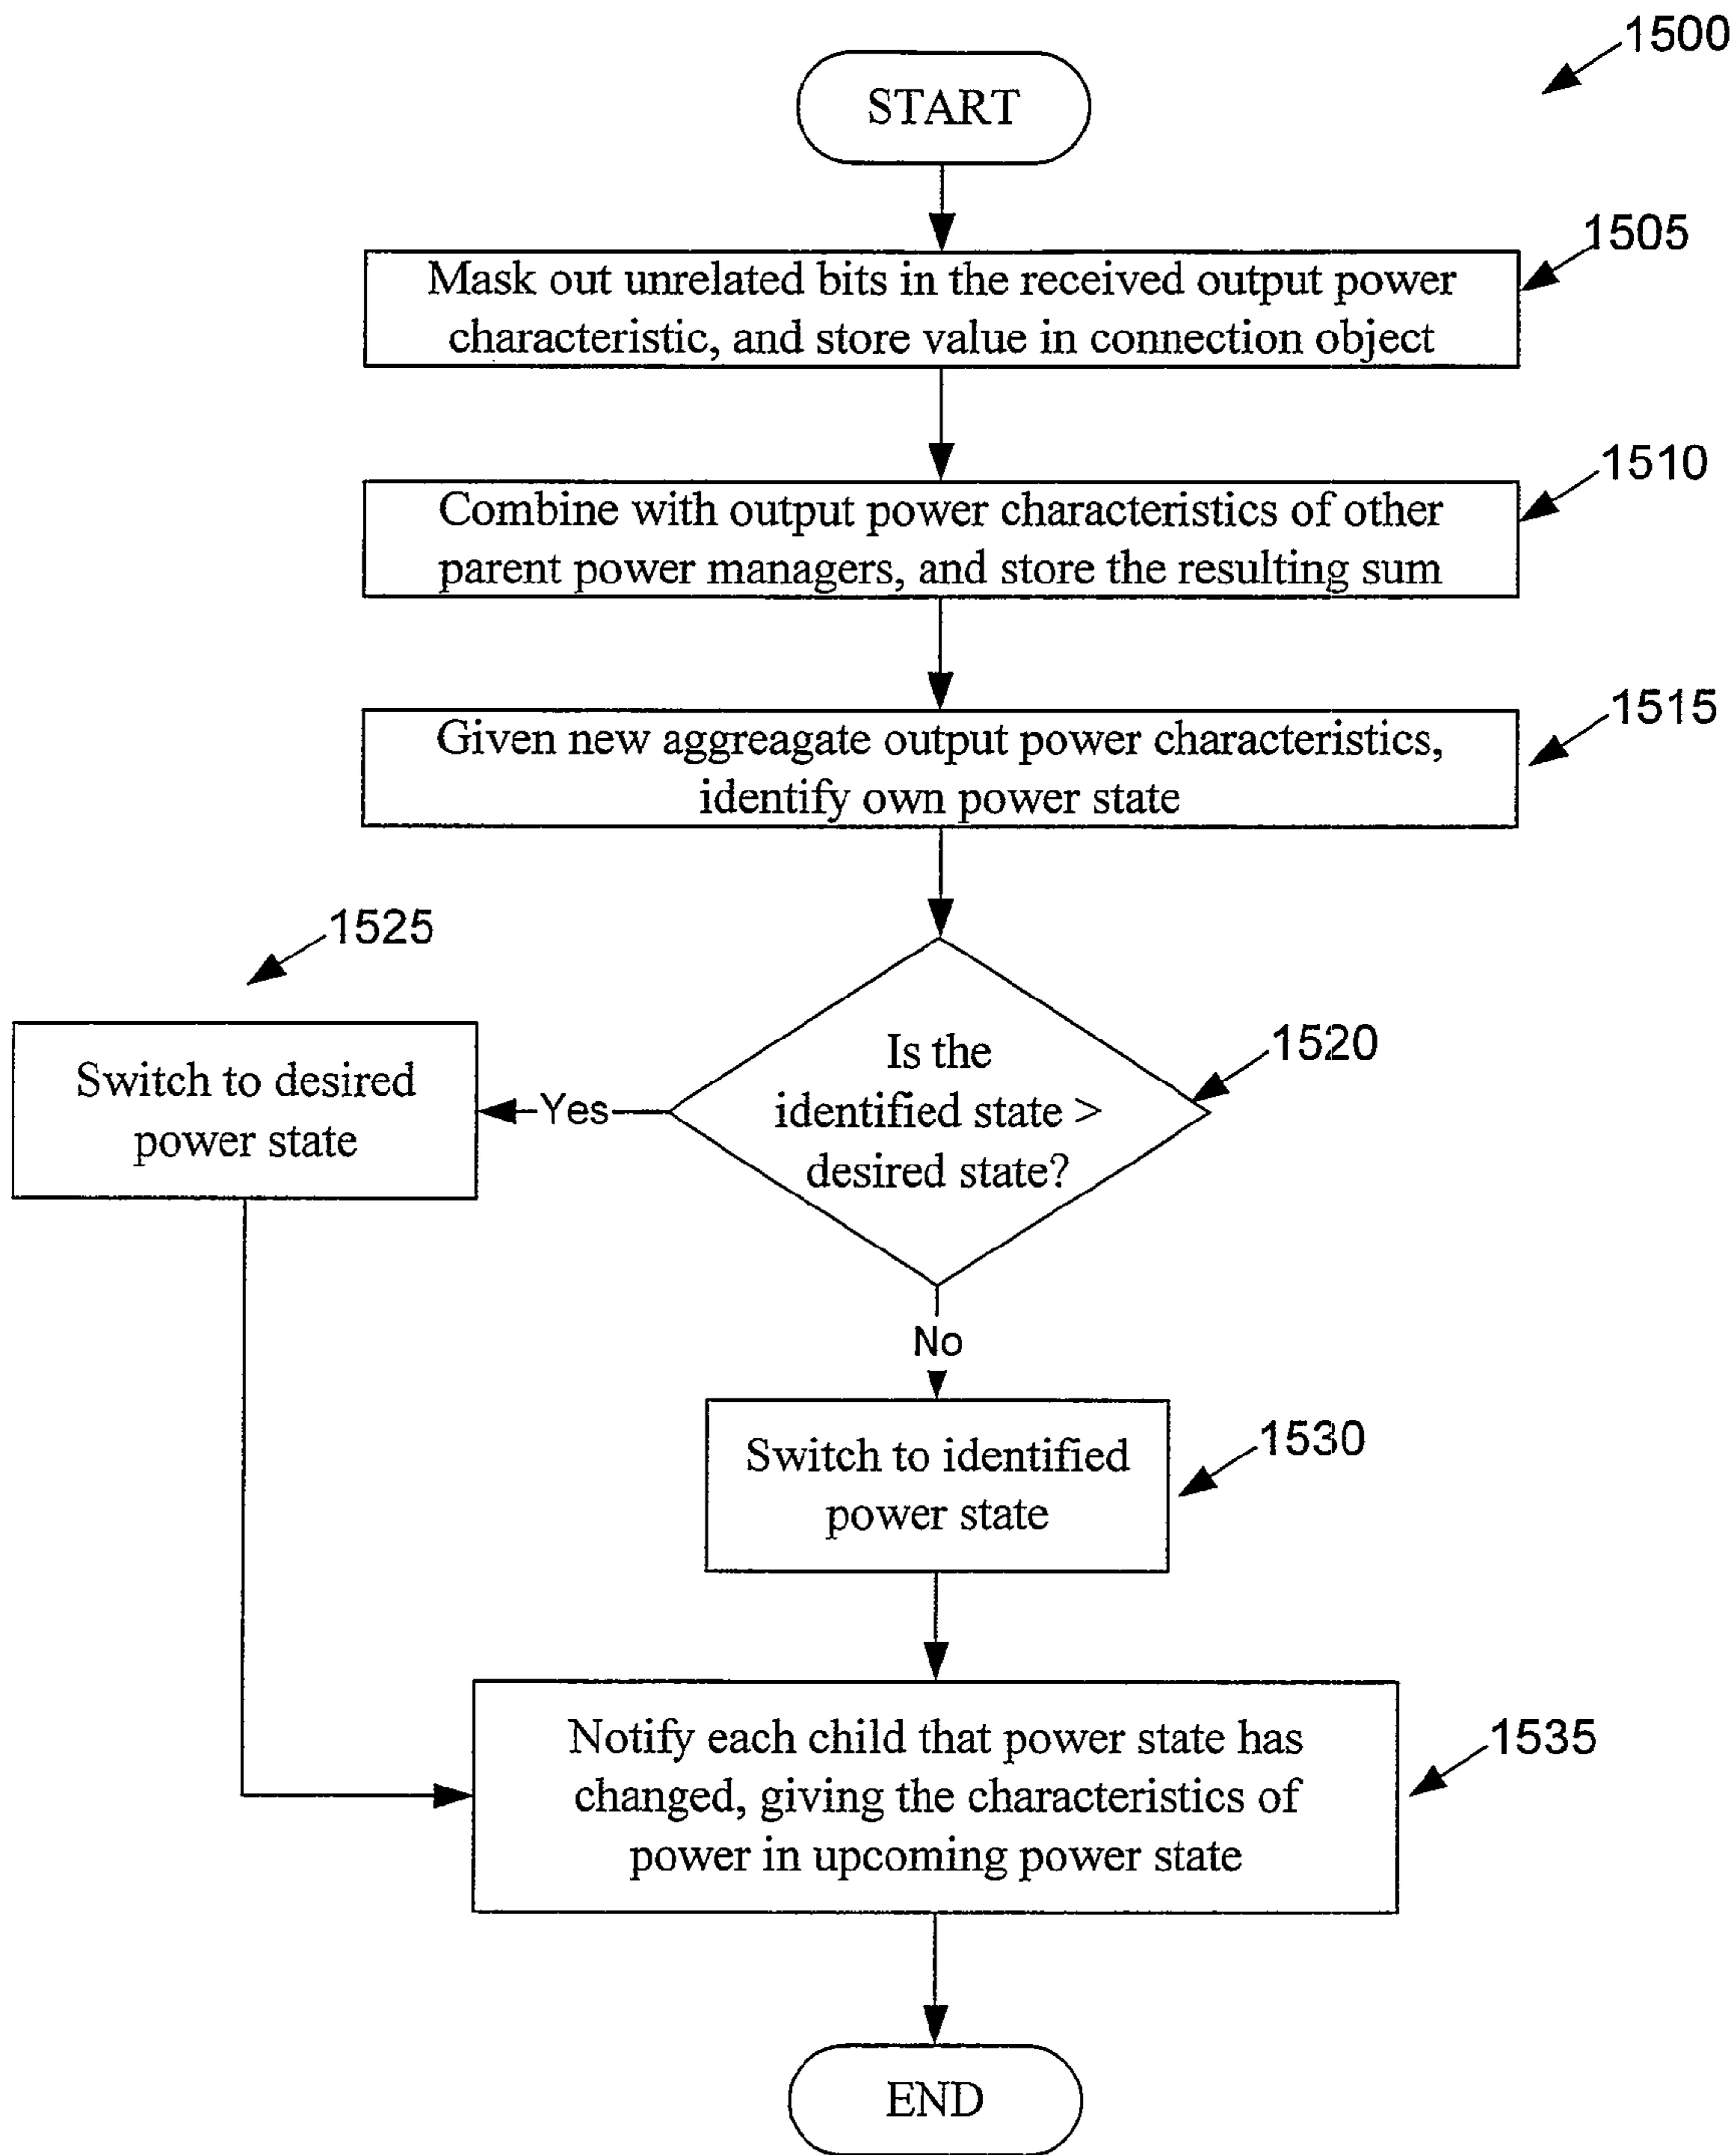 1500
START
1505
Mask out unrelated bits in the received output power
characteristic, and store value in connection object
1510
Combine with output power characteristics of other
parent power managers, and store the resulting sum
1515
Given new aggreagate output power characteristics,
identify own power state
1525
Switch to desired
power state
Yes
1520
Is the
identified state >
desired state?
No
1530
Switch to identified
power state
1535
Notify each child that power state has
changed, giving the characteristics of
power in upcoming power state
END